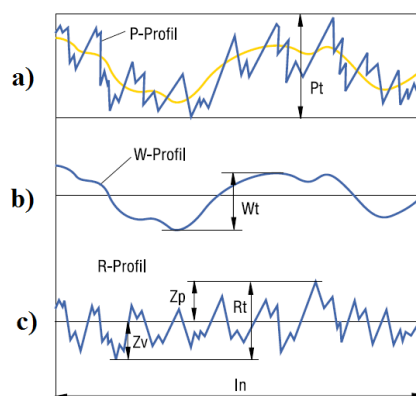 P-Profil
a)
Pt
W-Profil
b)
Wt
R-Profil
Zp
Rt
c)
Zv
ln